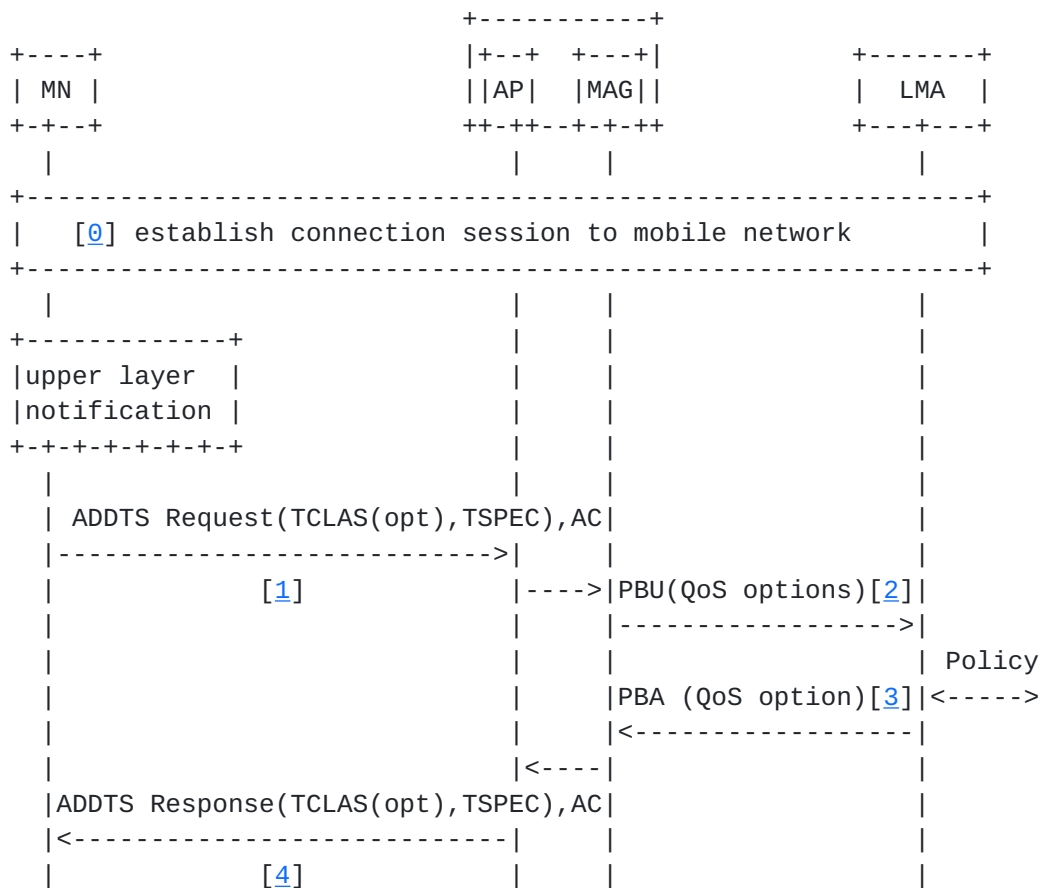 +-----------+
+----+                       |+--+  +---+|            +-------+
| MN |                       ||AP|  |MAG||            |  LMA  |
+-+--+                       ++-++--+-+-++            +---+---+
  |                             |     |                   |
+-------------------------------------------------------------+
|   [0] establish connection session to mobile network        |
+-------------------------------------------------------------+
  |                             |     |                   |
+-------------+                 |     |                   |
|upper layer  |                 |     |                   |
|notification |                 |     |                   |
+-+-+-+-+-+-+-+                 |     |                   |
  |                             |     |                   |
  | ADDTS Request(TCLAS(opt),TSPEC),AC|                   |
  |---------------------------->|     |                   |
  |             [1]             |---->|PBU(QoS options)[2]|
  |                             |     |------------------>|
  |                             |     |                   | Policy
  |                             |     |PBA (QoS option)[3]|<----->
  |                             |     |<------------------|
  |                             |<----|                   |
  |ADDTS Response(TCLAS(opt),TSPEC),AC|                   |
  |<----------------------------|     |                   |
  |             [4]             |     |                   |